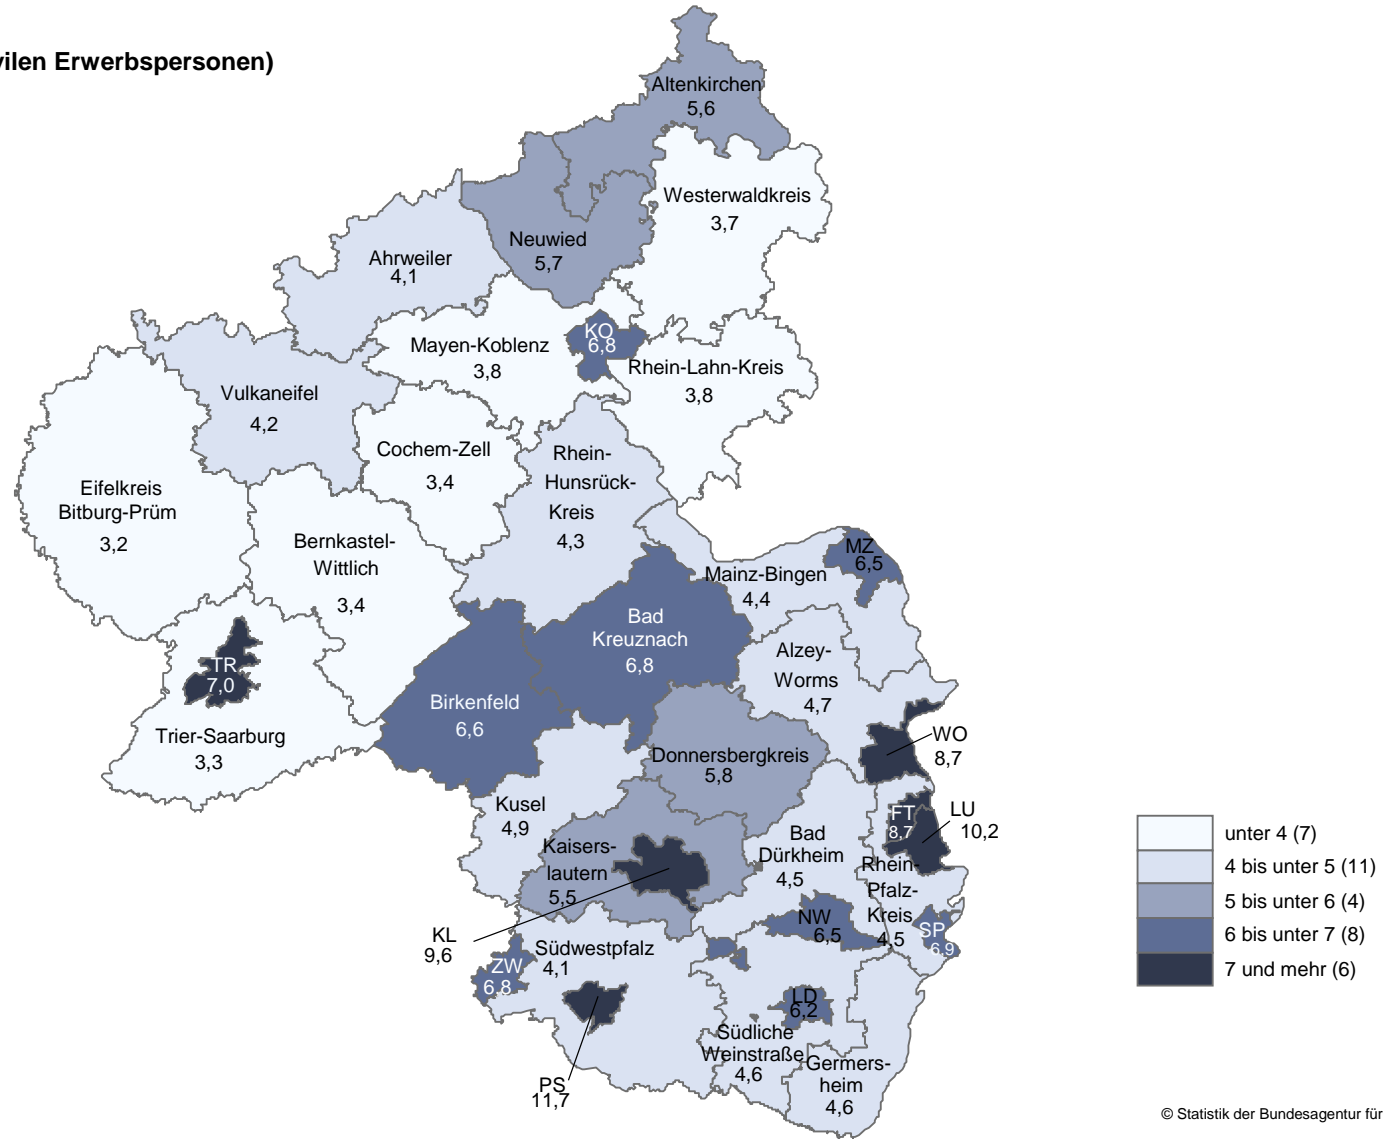 vilen Erwerbspersonen)
Altenkirchen
5,6
Westerwaldkreis
3,7
Neuwied
5,7
Ahrweiler
4,1
KO
6,8
Mayen-Koblenz
3,8
Rhein-Lahn-Kreis
3,8
Vulkaneifel
4,2
Cochem-Zell
3,4
Rhein-
Hunsrück-
Kreis
4,3
Eifelkreis
Bitburg-Prüm
3,2
Bernkastel-
Wittlich
3,4
MZ
6,5
Mainz-Bingen
4,4
Bad
Kreuznach
6,8
Alzey-
Worms
4,7
TR
7,0
Trier-Saarburg
3,3
Birkenfeld
6,6
WO
8,7
Donnersbergkreis
5,8
Kusel
4,9
FT
8,7
LU
10,2
Bad
Dürkheim
4,5
Kaisers-
lautern
5,5
Rhein-
Pfalz-
Kreis
4,5
NW
6,5
SP
6,9
KL
9,6
Südwestpfalz
4,1
ZW
6,8
LD
6,2
Südliche
Weinstraße
4,6
Germers-
heim
4,6
PS
11,7
unter 4 (7)
4 bis unter 5 (11)
5 bis unter 6 (4)
6 bis unter 7 (8)
7 und mehr (6)
© Statistik der Bundesagentur für